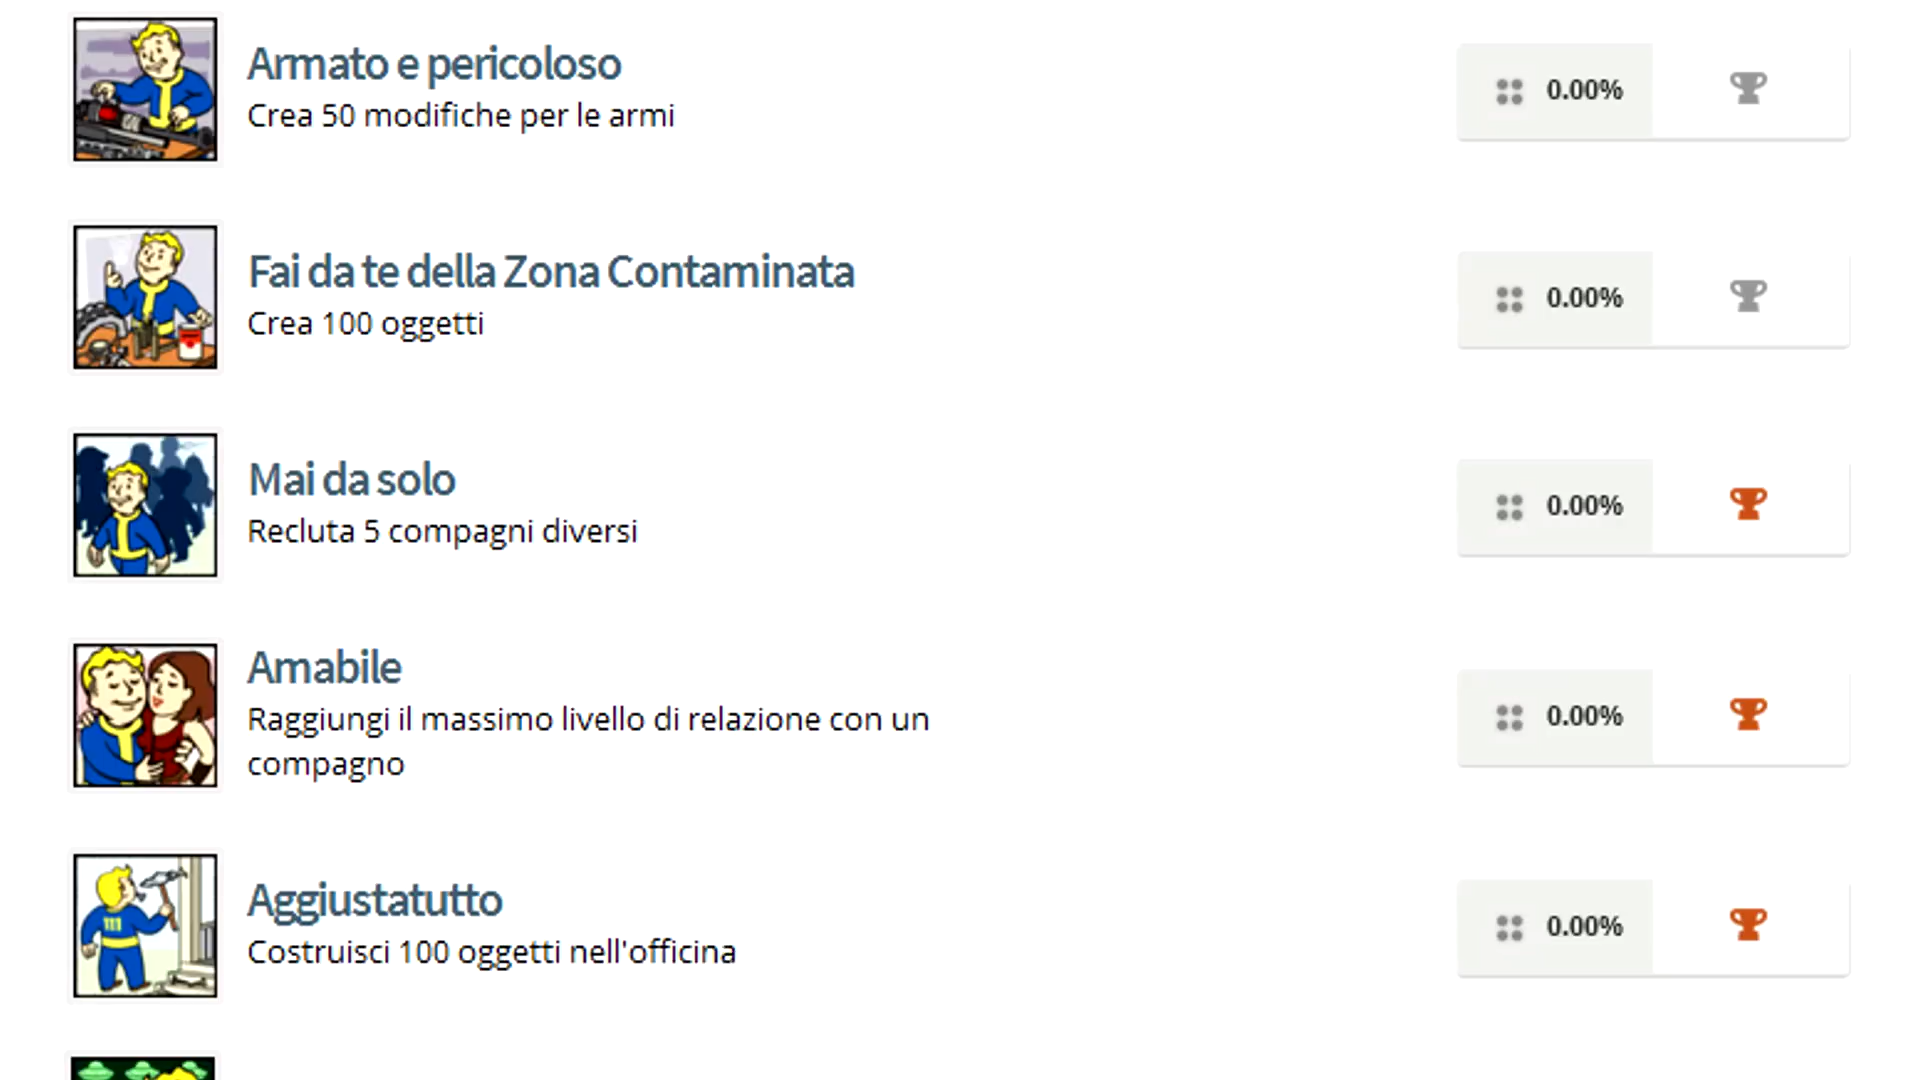 Armato e pericoloso
Crea 50 modifiche per le armi
0.00%
Fai da te della Zona Contaminata
Crea 100 oggetti
0.00%
Mai da solo
Recluta 5 compagni diversi
0.00%
Amabile
Raggiungi il massimo livello di relazione con un
compagno
0.00%
111
Aggiustatutto
Costruisci 100 oggetti nell'officina
0.00%